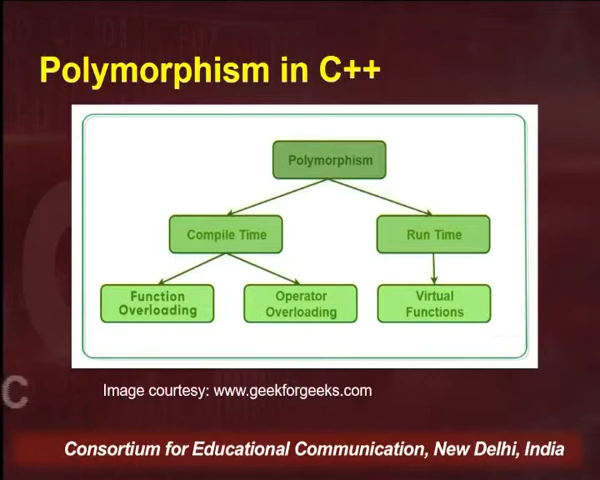 Polymorphism in C++
Polymorphism
Compile Time
Run Time
Function
Overloading
Operator
Overloading
Virtual
Functions
Image courtesy: www.geekforgeeks.com
C
Consortium for Educational Communication, New Delhi, India